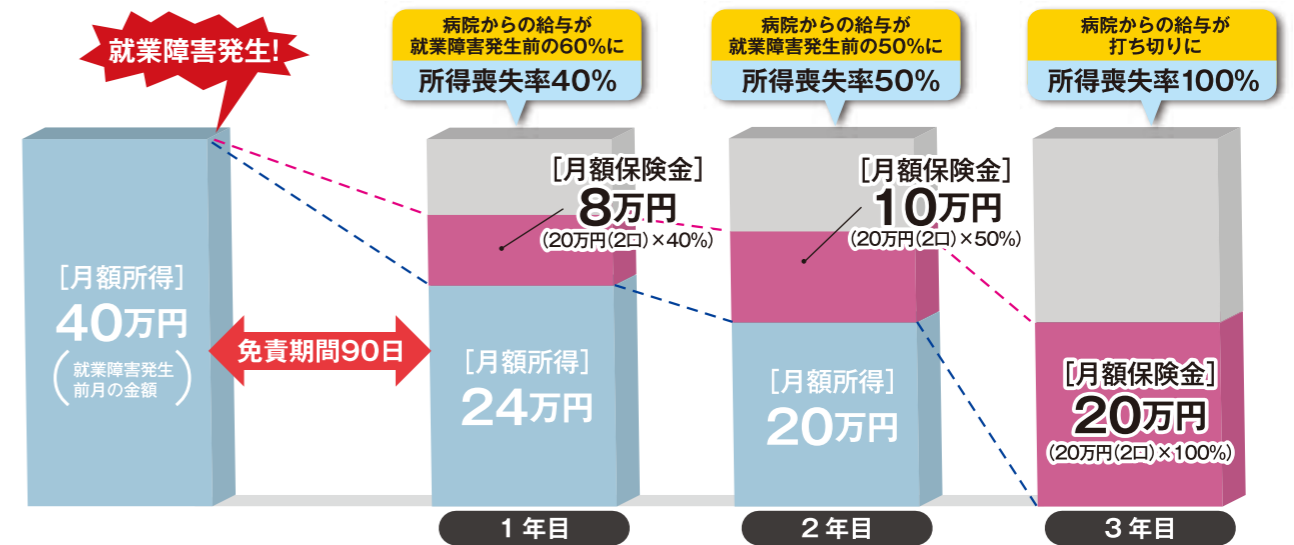 就業障害発生!
病院からの給与が
就業障害発生前の60%に
所得喪失率40%
病院からの給与が
就業障害発生前の50%に
所得喪失率50%
病院からの給与が
打ち切りに
所得喪失率100%
[月額所得]
40万円
(就業障害発生
前月の金額)
免責期間90日
[月額保険金]
8万円
(20万円(2口)×40%)
[月額所得]
24万円
[月額保険金]
10万円
(20万円(2口)×50%)
[月額所得]
20万円
[月額保険金]
20万円
(20万円(2口)×100%)
1年目
2年目
3年目